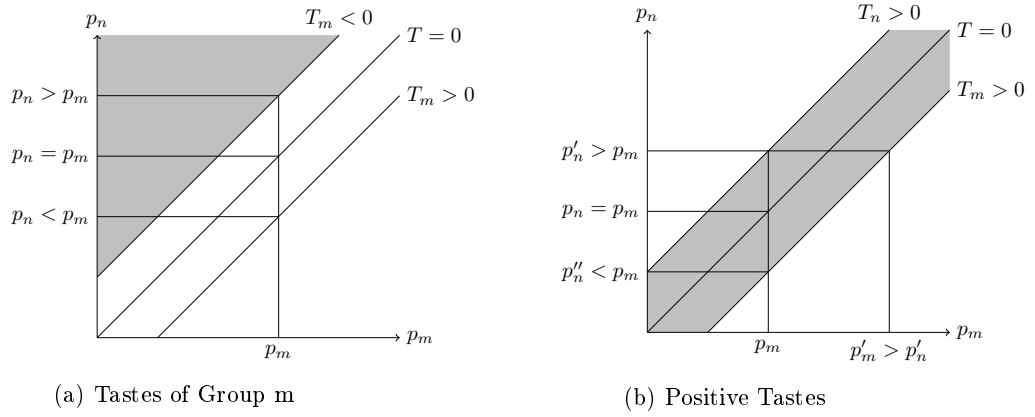 p_n
T_m < 0
T = 0
T_m > 0
p_n > p_m
p_n = p_m
p_n < p_m
p_m
p_m
(a) Tastes of Group m
p_n
T_n > 0
T = 0
T_m > 0
p'_n > p_m
p_n = p_m
p''_n < p_m
p_m
p_m
p'_m > p'_n
(b) Positive Tastes